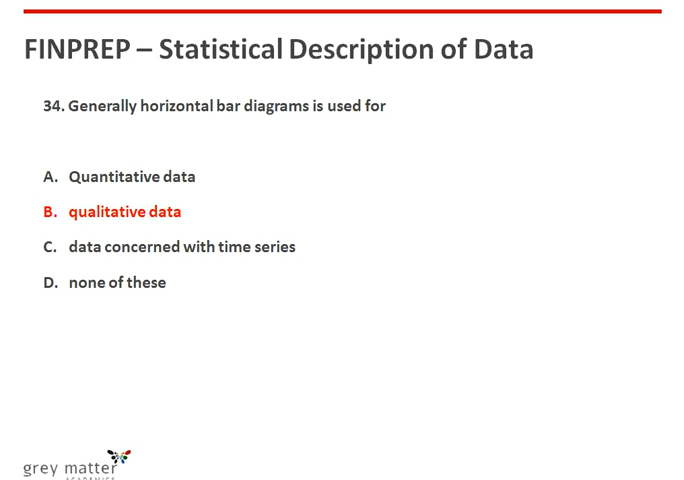 FINPREP – Statistical Description of Data
34. Generally horizontal bar diagrams is used for
A. Quantitative data
B. qualitative data
C. data concerned with time series
D. none of these
grey matter
ACADEMICS